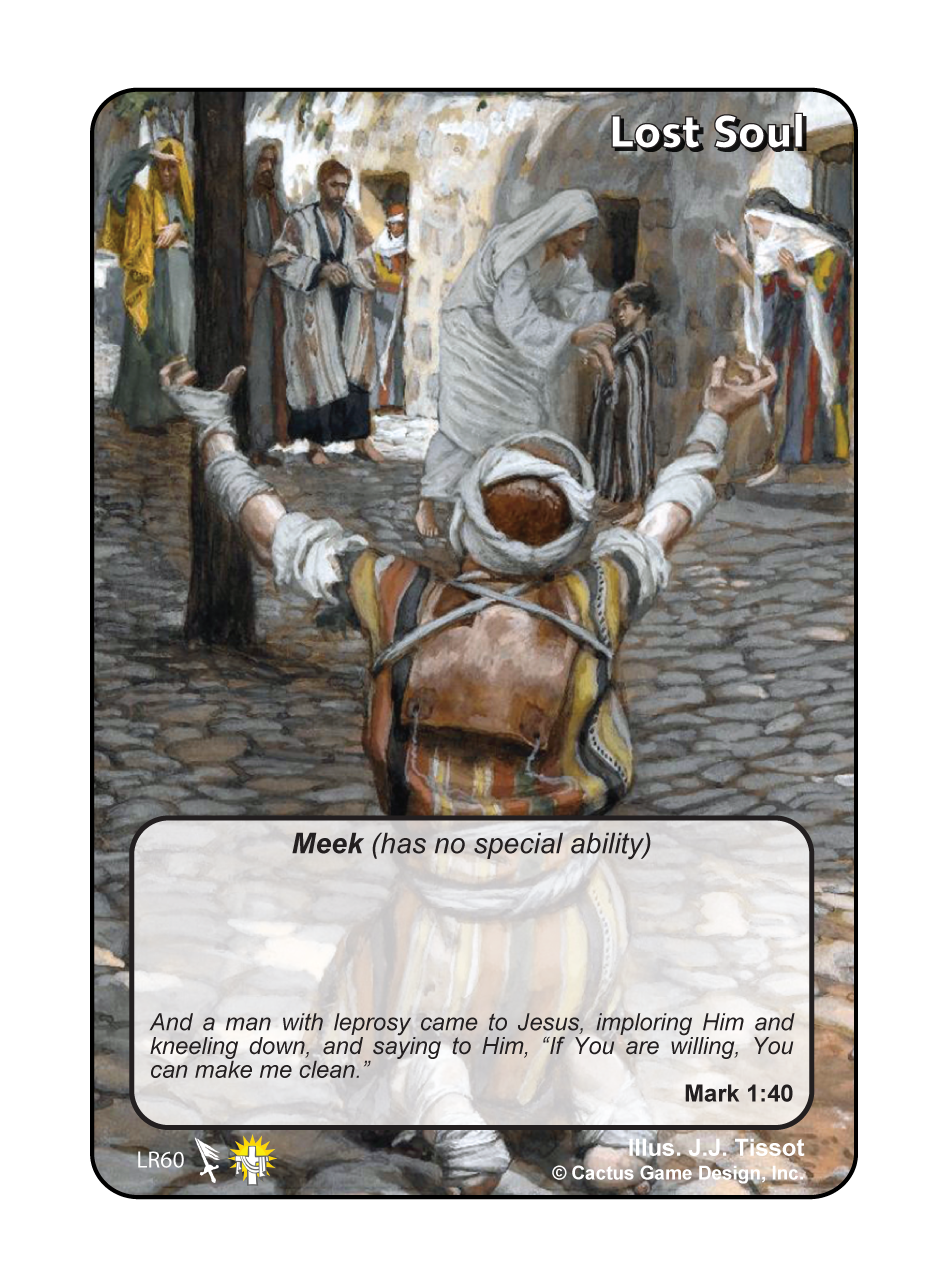 Lost Soul
Meek (has no special ability)
And a man with leprosy came to Jesus, imploring Him and
kneeling down, and saying to Him, “If You are willing, You
can make me clean.”
Mark 1:40
LR60
Illus. J.J. Tissot
© Cactus Game Design, Inc.